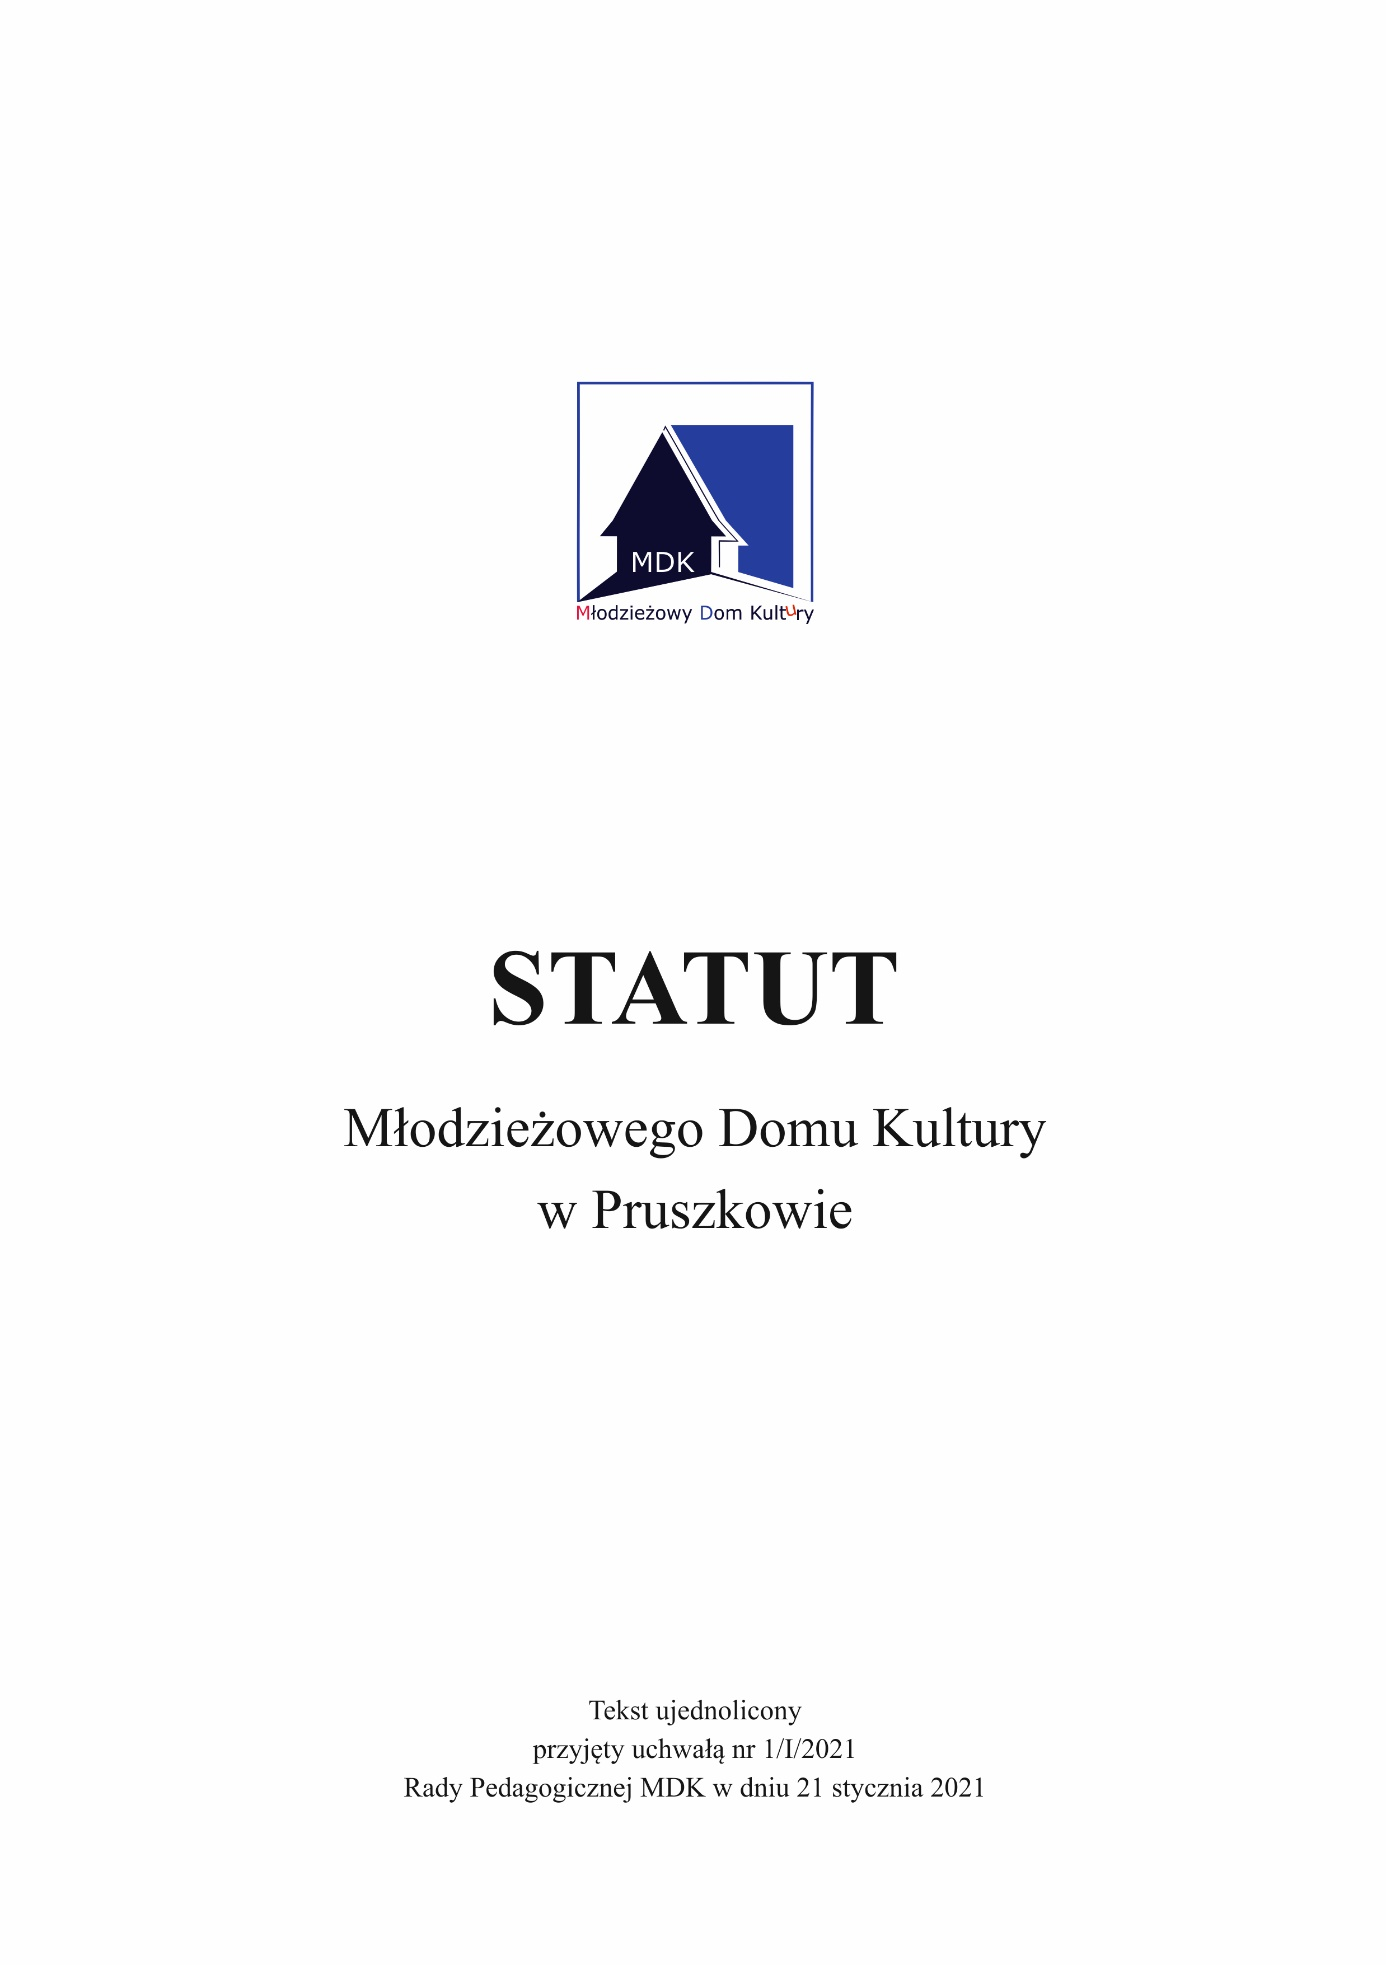 MDK
Młodzieżowy Dom Kultury
STATUT
Młodzieżowego Domu Kultury
w Pruszkowie
Tekst ujednolicony
przyjęty uchwałą nr 1/I/2021
Rady Pedagogicznej MDK w dniu 21 stycznia 2021